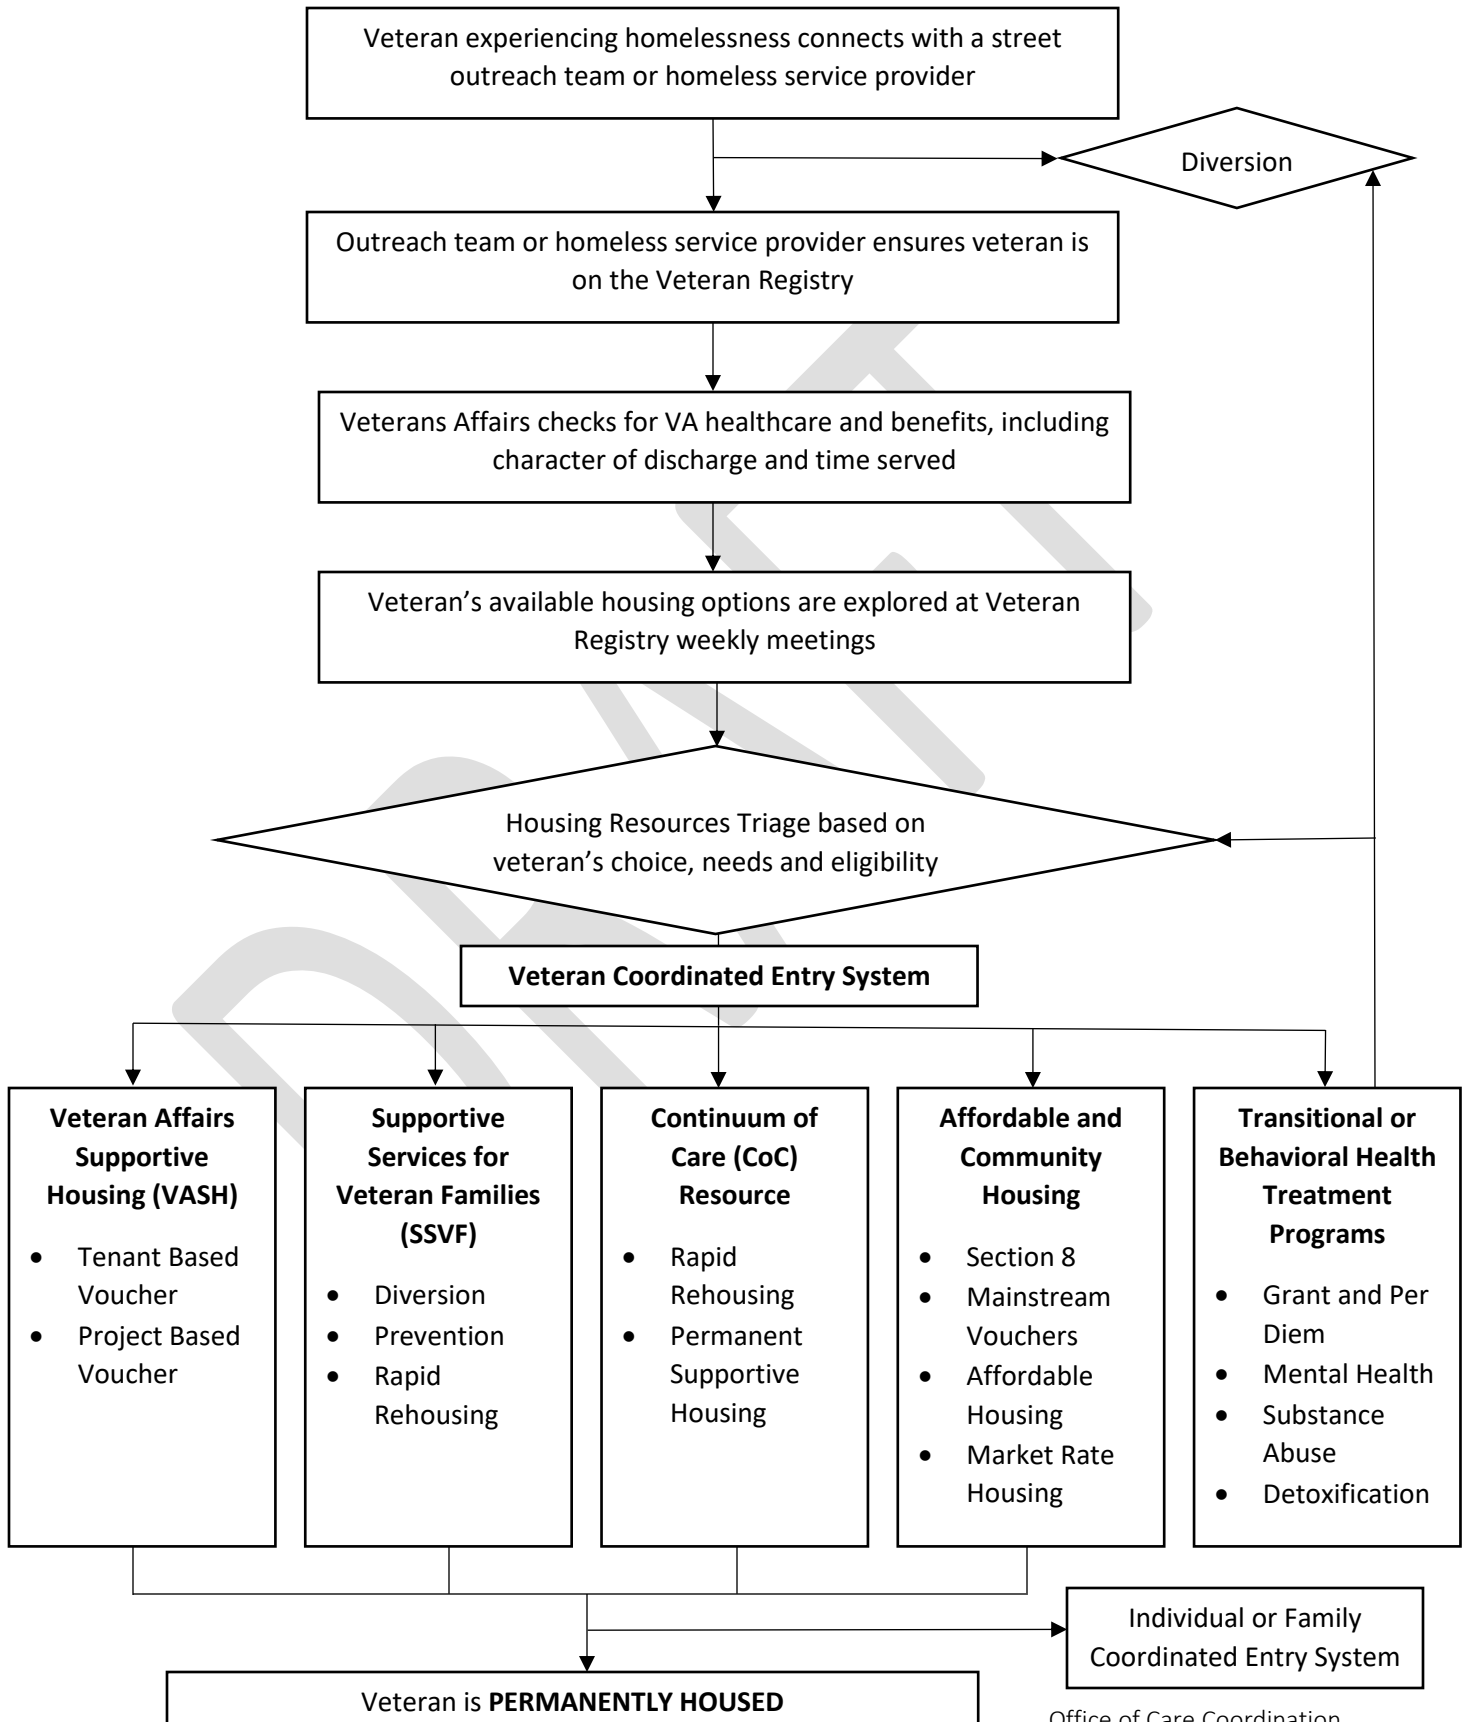 Veteran experiencing homelessness connects with a street
outreach team or homeless service provider
Diversion
Outreach team or homeless service provider ensures veteran is
on the Veteran Registry
Veterans Affairs checks for VA healthcare and benefits, including
character of discharge and time served
Veteran’s available housing options are explored at Veteran
Registry weekly meetings
Housing Resources Triage based on
veteran’s choice, needs and eligibility
Veteran Coordinated Entry System
Veteran Affairs
Supportive
Housing (VASH)
• Tenant Based
Voucher
• Project Based
Voucher
Supportive
Services for
Veteran Families
(SSVF)
• Diversion
• Prevention
• Rapid
Rehousing
Continuum of
Care (CoC)
Resource
• Rapid
Rehousing
• Permanent
Supportive
Housing
Affordable and
Community
Housing
• Section 8
• Mainstream
Vouchers
• Affordable
Housing
• Market Rate
Housing
Transitional or
Behavioral Health
Treatment
Programs
• Grant and Per
Diem
• Mental Health
• Substance
Abuse
• Detoxification
Individual or Family
Coordinated Entry System
Veteran is PERMANENTLY HOUSED
Office of Care Coordination
DRAFT